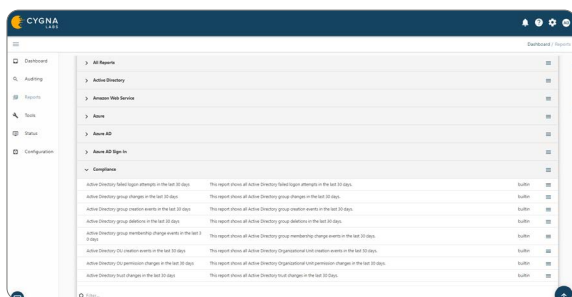 CYGNA
LABS
Dashboard / Reports
Dashboard
Auditing
Reports
Tools
Status
Configuration
All Reports
Active Directory
Amazon Web Service
Azure
Azure AD
Azure AD Sign In
Compliance
Active Directory failed logon attempts in the last 30 days This report shows all Active Directory failed logon attempts in the last 30 days. builtin
Active Directory group changes in the last 30 days This report shows all Active Directory group changes in the last 30 days. builtin
Active Directory group creation events in the last 30 days This report shows all Active Directory group creation events in the last 30 days. builtin
Active Directory group deletions in the last 30 days This report shows all Active Directory group deletions in the last 30 days. builtin
Active Directory group membership change events in the last 3 This report shows all Active Directory group membership change events in the last 30 days. builtin
0 days
Active Directory OU creation events in the last 30 days This report shows all Active Directory Organizational Unit creation events in the last 30 days. builtin
Active Directory OU permission changes in the last 30 days This report shows all Active Directory Organizational Unit permission changes in the last 30 days. builtin
Active Directory trust changes in the last 30 days This report shows all Active Directory trust changes in the last 30 Days. builtin
Filter...